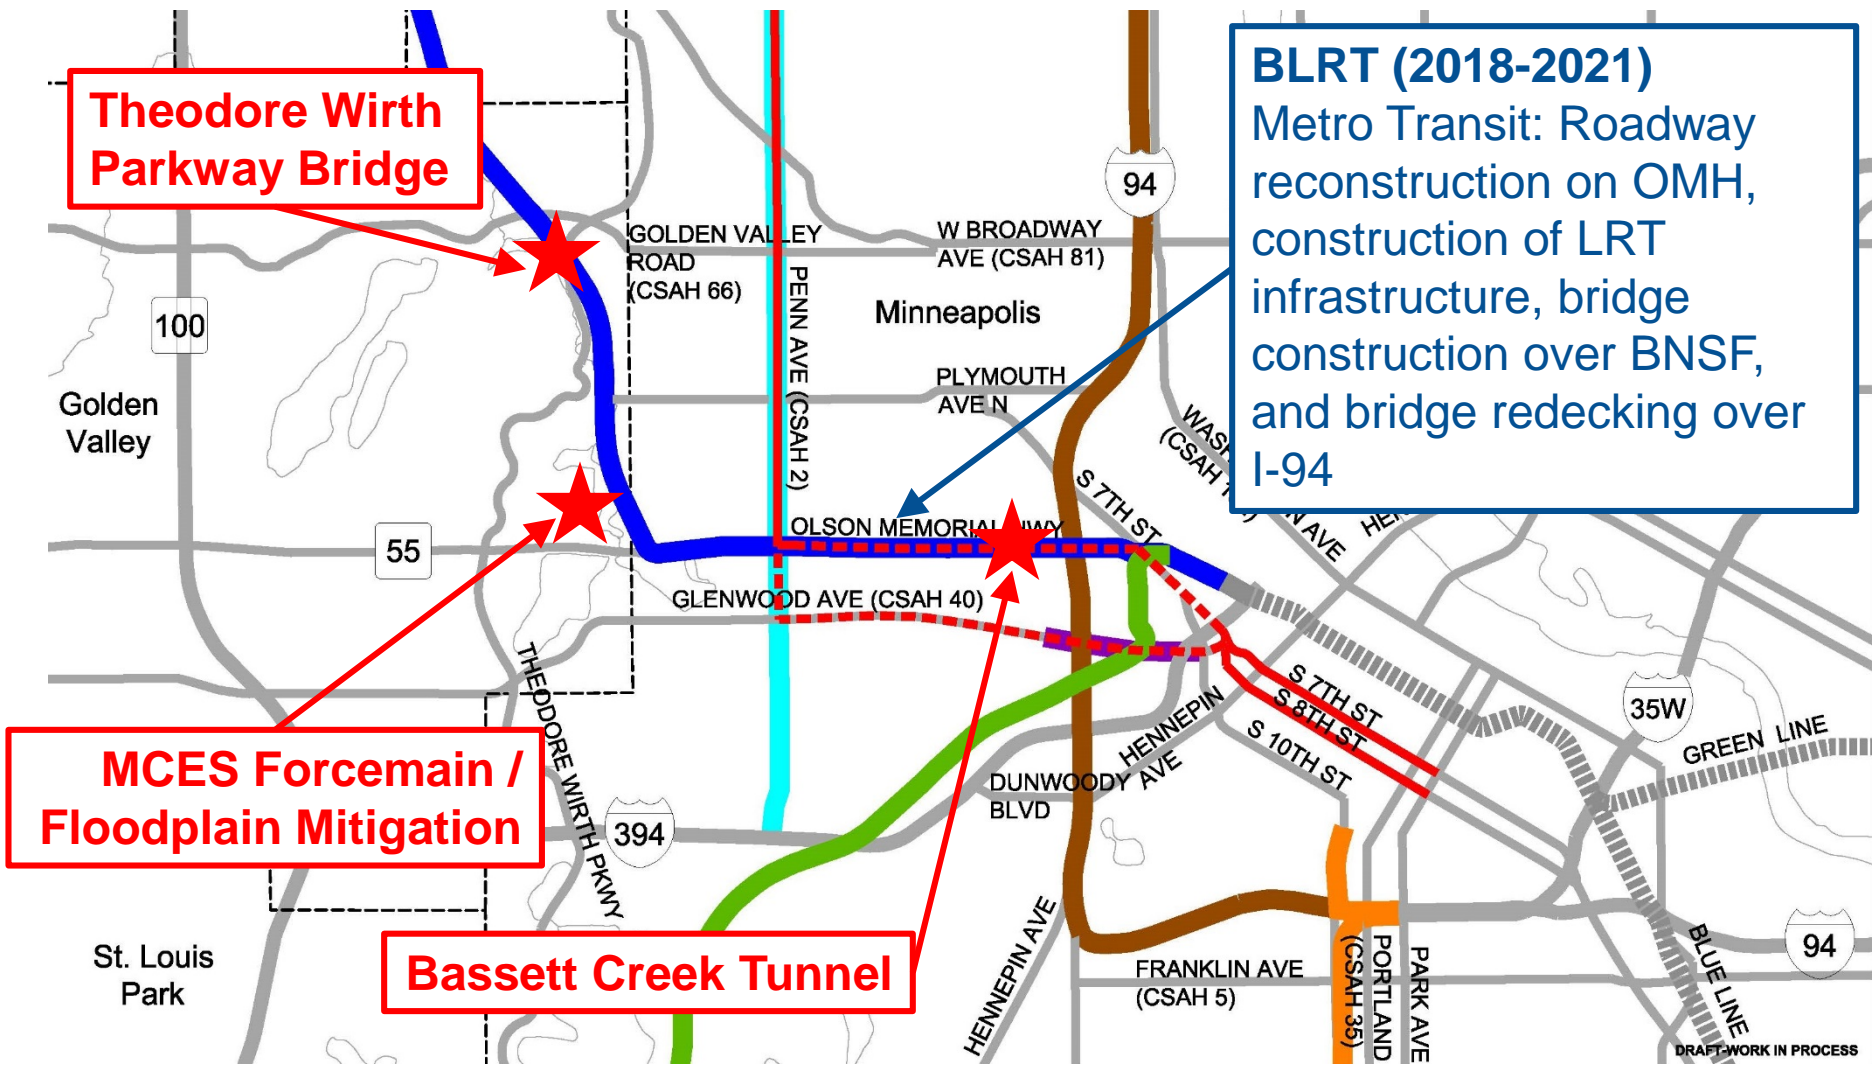 Theodore Wirth
Parkway Bridge
BLRT (2018-2021)
Metro Transit: Roadway
reconstruction on OMH,
construction of LRT
infrastructure, bridge
construction over BNSF,
and bridge redecking over
I-94
94
GOLDEN VALLEY
ROAD
(CSAH 66)
W BROADWAY
AVE (CSAH 81)
PENN AVE (CSAH 2)
Minneapolis
100
Golden
Valley
PLYMOUTH
AVE N
(CSAH
N AVE
S 7TH ST
OLSON MEMORIAL HWY
55
GLENWOOD AVE (CSAH 40)
THEODORE WIRTH PKWY
MCES Forcemain /
Floodplain Mitigation
394
HENNEPIN
AVE
DUNWOODY
BLVD
S 7TH ST
S 8TH ST
S 10TH ST
35W
GREEN LINE
St. Louis
Park
Bassett Creek Tunnel
HENNEPIN AVE
FRANKLIN AVE
(CSAH 5)
PORTLAND
(CSAH 35)
PARK AVE
BLUE LINE
94
DRAFT-WORK IN PROCESS